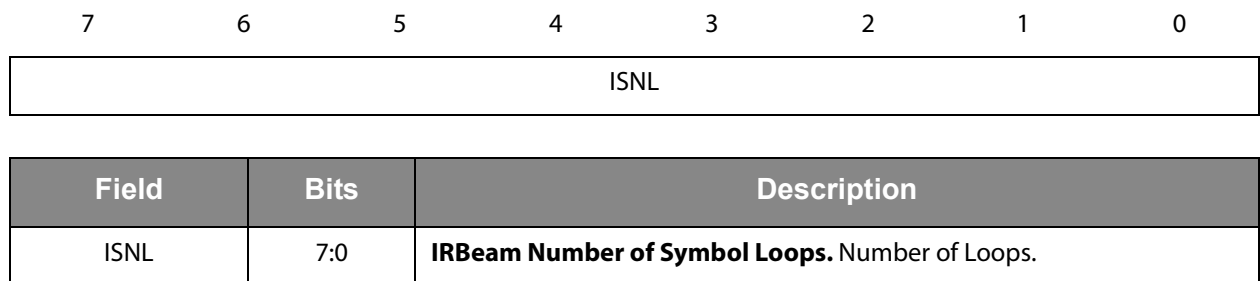 7 6 5 4 3 2 1 0
ISNL
Field Bits Description
ISNL 7:0 IRBeam Number of Symbol Loops. Number of Loops.